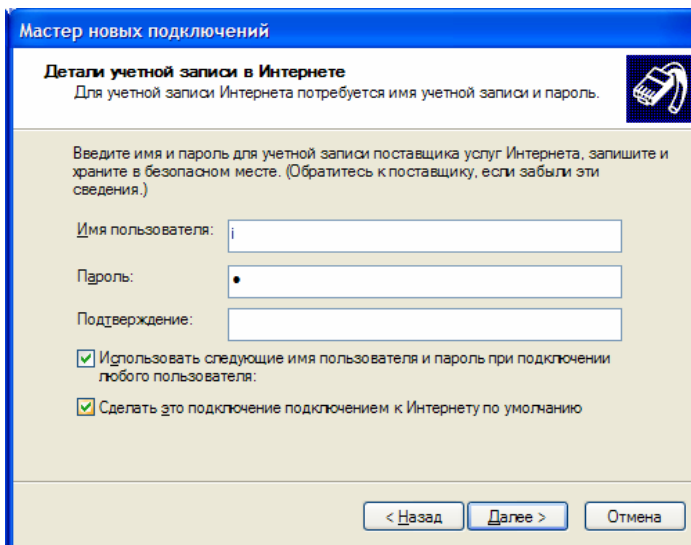 Мастер новых подключений
Детали учетной записи в Интернете
Для учетной записи Интернета потребуется имя учетной записи и пароль.
Введите имя и пароль для учетной записи поставщика услуг Интернета, запишите и
храните в безопасном месте. (Обратитесь к поставщику, если забыли эти
сведения.)
Имя пользователя: i
Пароль: •
Подтверждение:
Использовать следующие имя пользователя и пароль при подключении
любого пользователя:
Сделать это подключение подключением к Интернету по умолчанию
< Назад Далее > Отмена